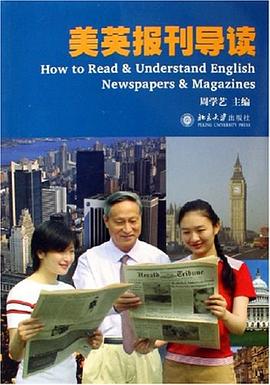 美英报刊导读
How to Read & Understand English
Newspapers & Magazines
周学艺 主编
北京大学出版社
PEKING UNIVERSITY PRESS
Herald Tribune